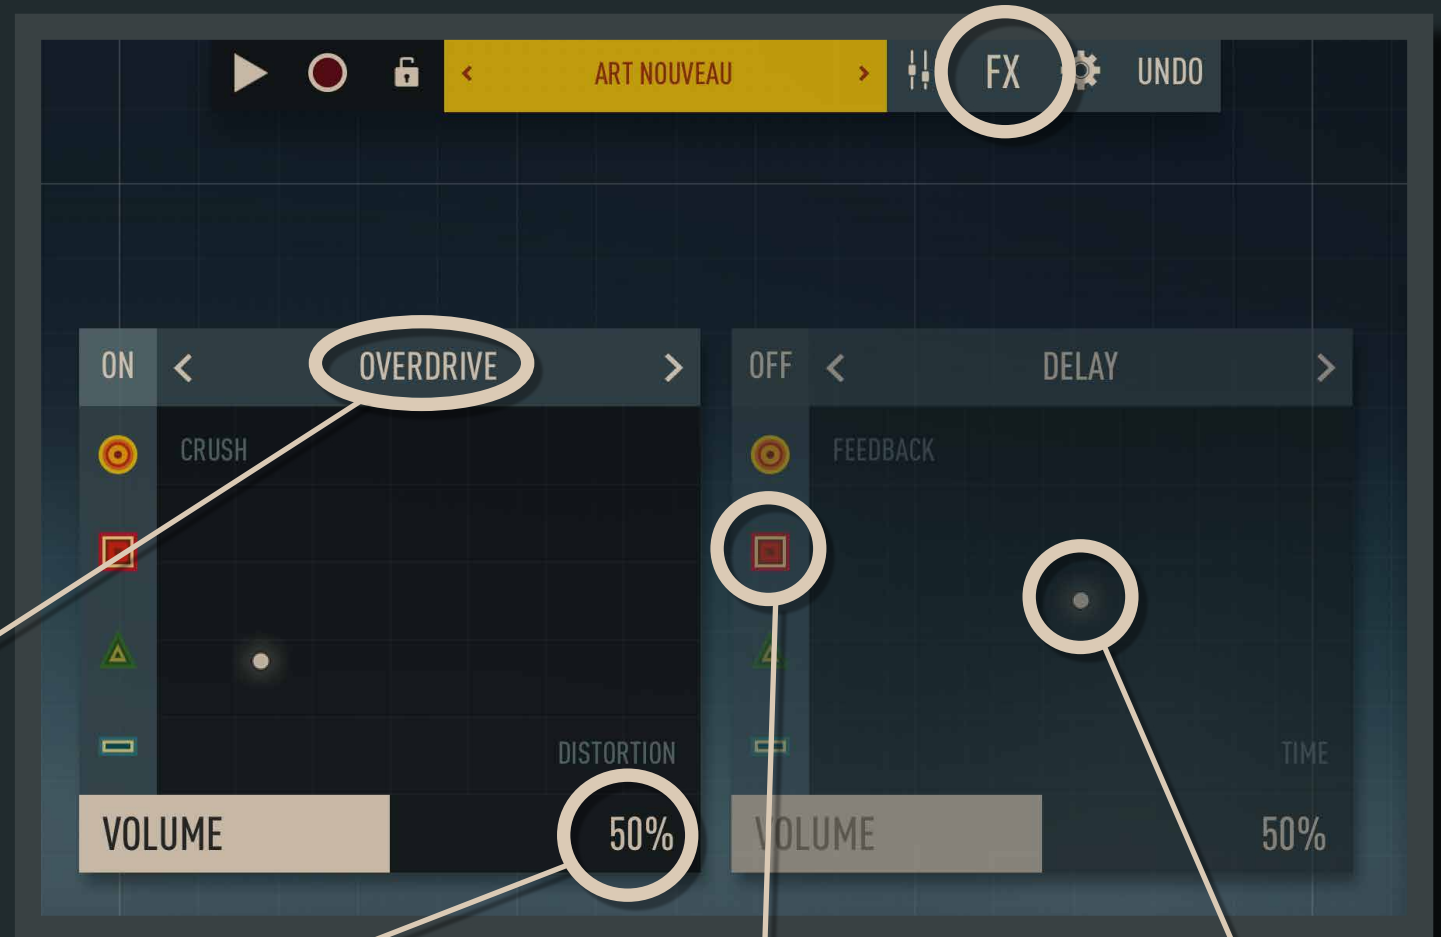 ART NOUVEAU
FX
UNDO
ON
OVERDRIVE
OFF
DELAY
CRUSH
FEEDBACK
DISTORTION
TIME
VOLUME
50%
VOLUME
50%